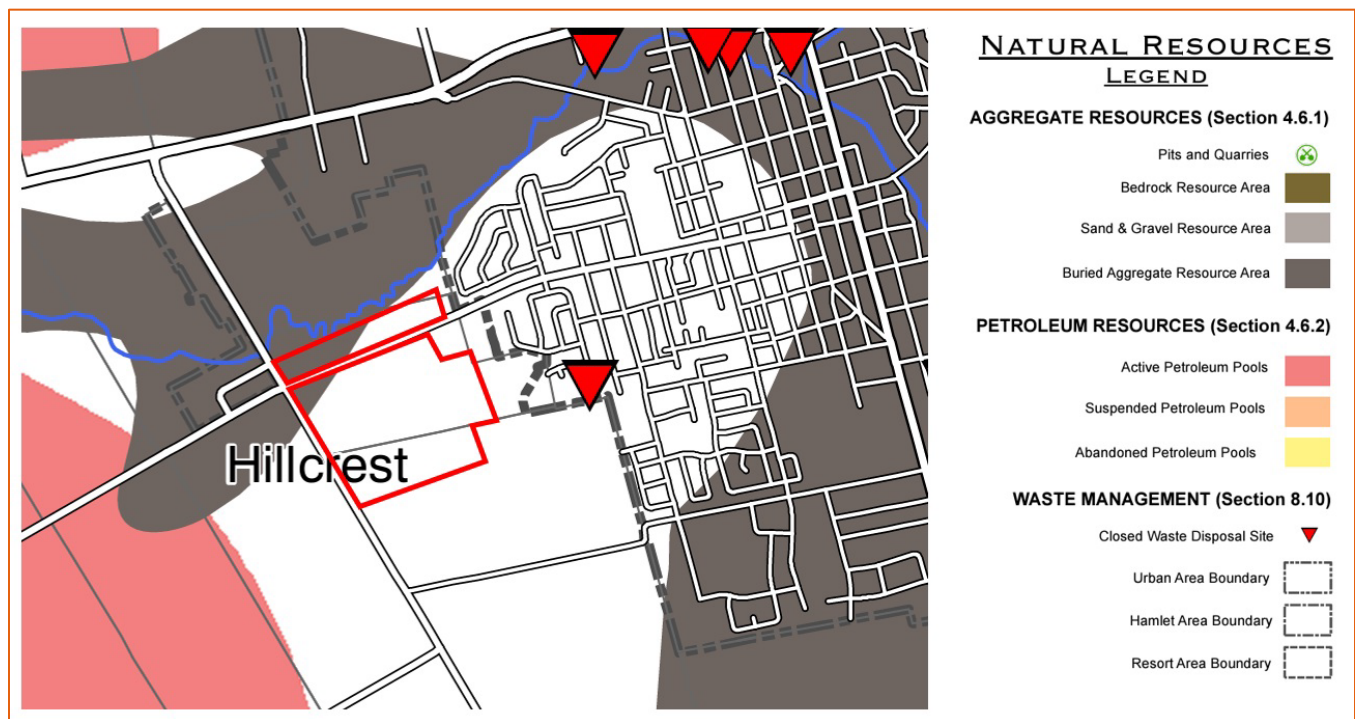 Hillcrest
NATURAL RESOURCES
LEGEND
AGGREGATE RESOURCES (Section 4.6.1)
Pits and Quarries
Bedrock Resource Area
Sand & Gravel Resource Area
Buried Aggregate Resource Area
PETROLEUM RESOURCES (Section 4.6.2)
Active Petroleum Pools
Suspended Petroleum Pools
Abandoned Petroleum Pools
WASTE MANAGEMENT (Section 8.10)
Closed Waste Disposal Site
Urban Area Boundary
Hamlet Area Boundary
Resort Area Boundary